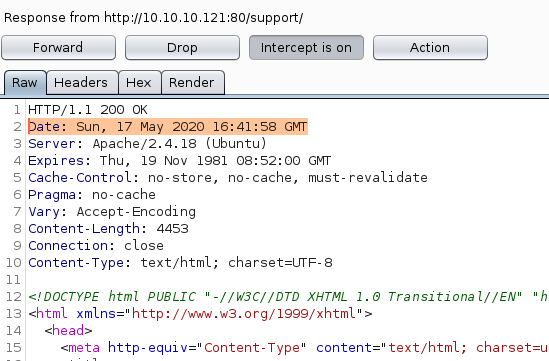 Response from http://10.10.10.121:80/support/
Forward Drop Intercept is on Action
Raw Headers Hex Render
1 HTTP/1.1 200 OK
2 Date: Sun, 17 May 2020 16:41:58 GMT
3 Server: Apache/2.4.18 (Ubuntu)
4 Expires: Thu, 19 Nov 1981 08:52:00 GMT
5 Cache-Control: no-store, no-cache, must-revalidate
6 Pragma: no-cache
7 Vary: Accept-Encoding
8 Content-Length: 4453
9 Connection: close
10 Content-Type: text/html; charset=UTF-8
11
12 <!DOCTYPE html PUBLIC "-//W3C//DTD XHTML 1.0 Transitional//EN" "h
13 <html xmlns="http://www.w3.org/1999/xhtml">
14 <head>
15 <meta http-equiv="Content-Type" content="text/html; charset=u